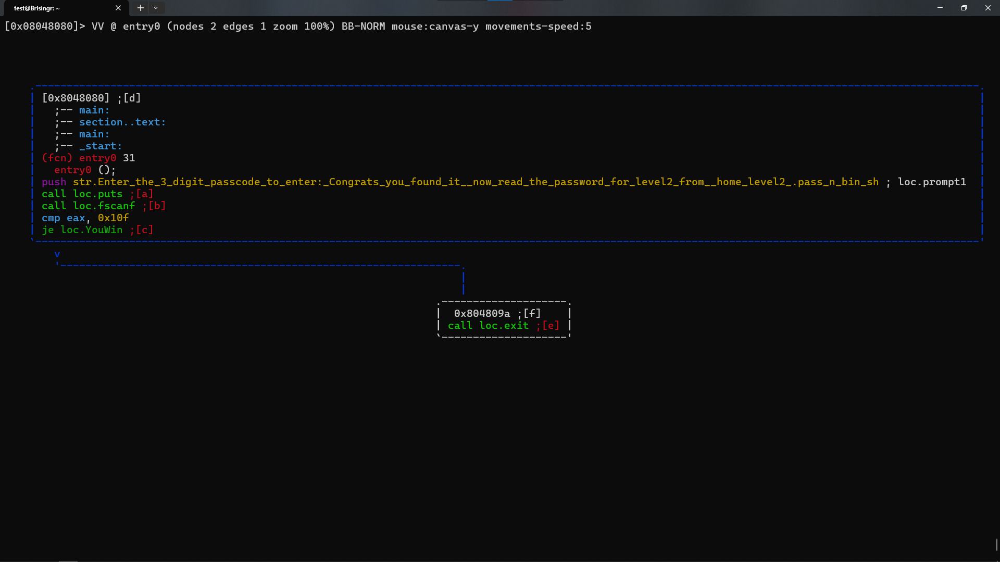 test@Brisingr: ~
[0x08048080]> VV @ entry0 (nodes 2 edges 1 zoom 100%) BB-NORM mouse:canvas-y movements-speed:5
[0x8048080] ;[d]
;-- main:
;-- section..text:
;-- main:
;-- _start:
(fcn) entry0 31
entry0 ();
push str.Enter_the_3_digit_passcode_to_enter:_Congrats_you_found_it__now_read_the_password_for_level2_from__home_level2_.pass_n_bin_sh ; loc.prompt1
call loc.puts ;[a]
call loc.fscanf ;[b]
cmp eax, 0x10f
je loc.YouWin ;[c]
v
0x804809a ;[f]
call loc.exit ;[e]